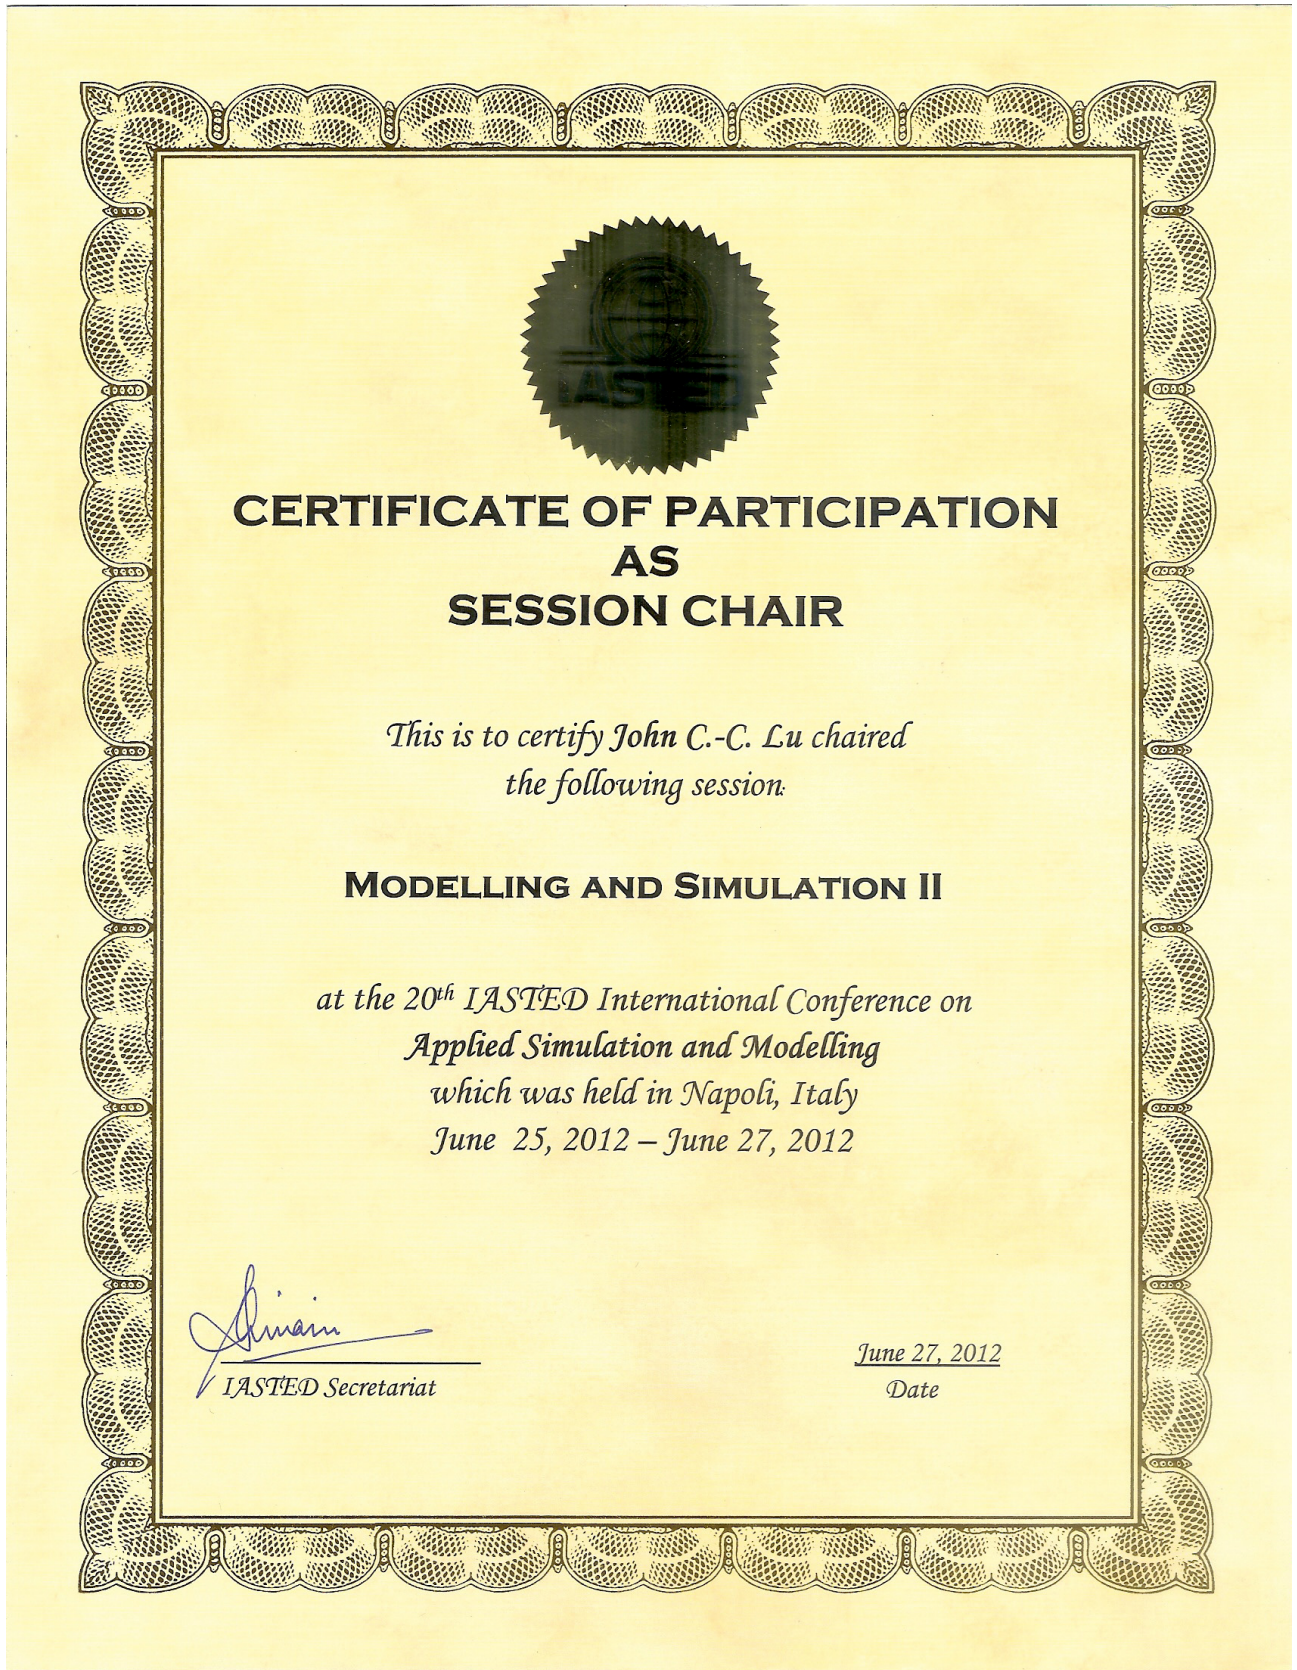 IASTED
CERTIFICATE OF PARTICIPATION
AS
SESSION CHAIR
This is to certify John C.-C. Lu chaired
the following session:
MODELLING AND SIMULATION II
at the 20th IASTED International Conference on
Applied Simulation and Modelling
which was held in Napoli, Italy
June 25, 2012 – June 27, 2012
IASTED Secretariat
June 27, 2012
Date